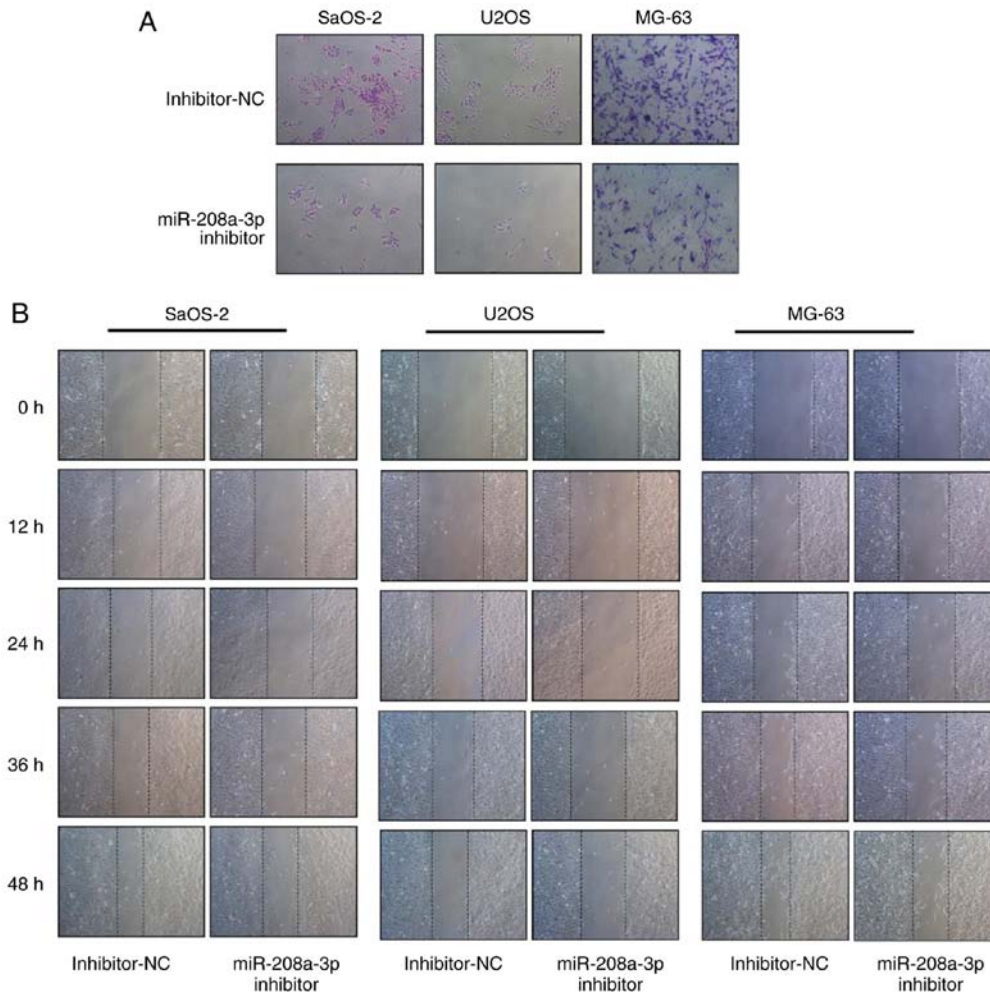 A
SaOS-2 U2OS MG-63
Inhibitor-NC
miR-208a-3p
inhibitor
B
SaOS-2 U2OS MG-63
0 h
12 h
24 h
36 h
48 h
Inhibitor-NC miR-208a-3p Inhibitor-NC miR-208a-3p Inhibitor-NC miR-208a-3p
inhibitor inhibitor inhibitor